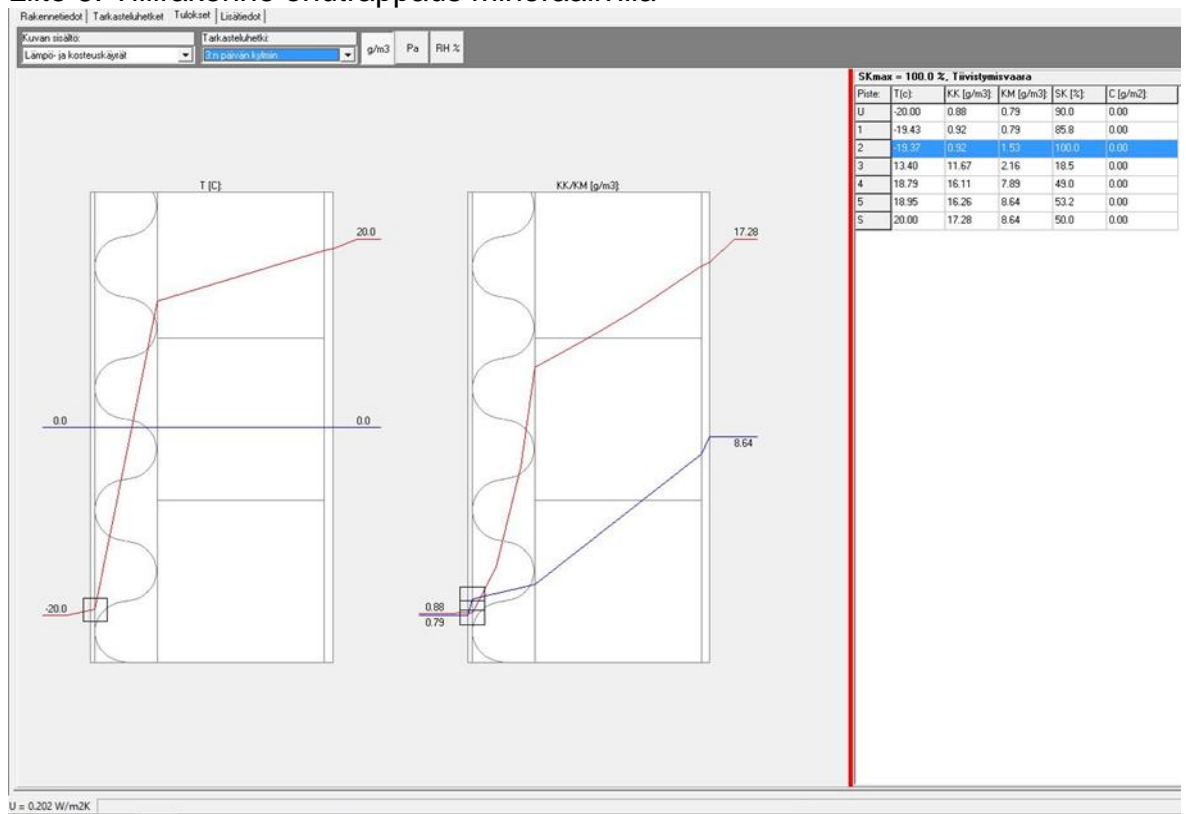 Liite Tiilirakenne ohutrappaus mineraalivilla
Rakennetiedot Tarkasteluhetket Tulokset Lisätiedot
Kuvan sisältö: Tarkasteluhetki:
Lämpö- ja kosteuskäyrät 3:n päivän kylmin g/m3 Pa RH %
SKmax = 100.0 %, Tiivistymisvaara
Piste: T(c): KK [g/m3]: KM [g/m3]: SK [%]: C [g/m2]:
U -20.00 0.88 0.79 90.0 0.00
1 -19.43 0.92 0.79 85.8 0.00
2 -19.37 0.92 1.53 100.0 0.00
3 13.40 11.67 2.16 18.5 0.00
4 18.79 16.11 7.89 49.0 0.00
5 18.95 16.26 8.64 53.2 0.00
S 20.00 17.28 8.64 50.0 0.00
T [C]:
20.0
0.0 0.0
-20.0
KK/KM [g/m3]:
17.28
8.64
0.88
0.79
U = 0.202 W/m2K